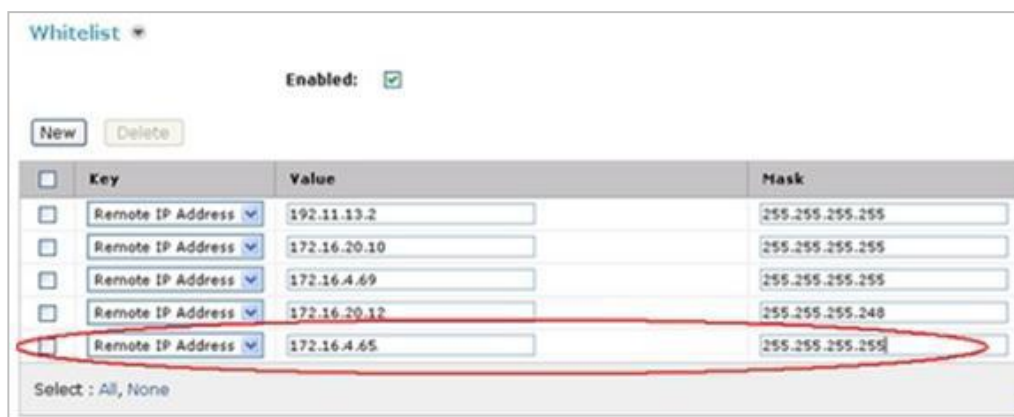 Whitelist
Enabled:
New Delete
Key Value Mask
Remote IP Address 192.11.13.2 255.255.255.255
Remote IP Address 172.16.20.10 255.255.255.255
Remote IP Address 172.16.4.69 255.255.255.255
Remote IP Address 172.16.20.12 255.255.255.248
Remote IP Address 172.16.4.65 255.255.255.255
Select : All, None